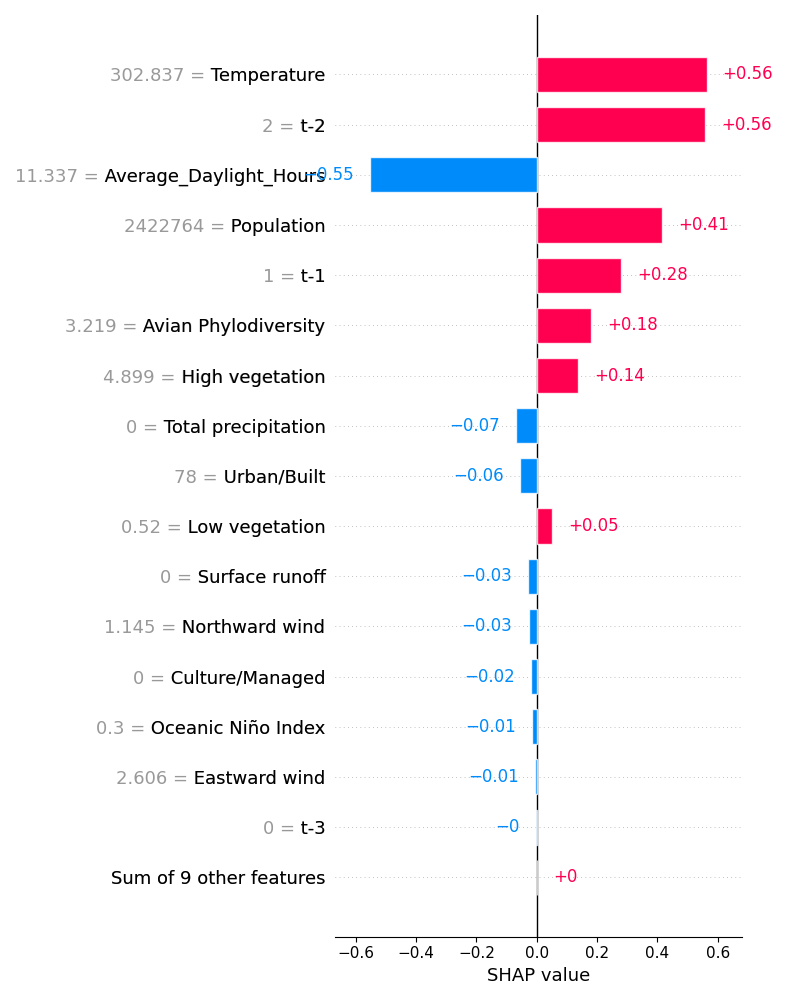 302.837 = Temperature +0.56
2 = t-2 +0.56
11.337 = Average_Daylight_Hours −0.55
2422764 = Population +0.41
1 = t-1 +0.28
3.219 = Avian Phylodiversity +0.18
4.899 = High vegetation +0.14
0 = Total precipitation −0.07
78 = Urban/Built −0.06
0.52 = Low vegetation +0.05
0 = Surface runoff −0.03
1.145 = Northward wind −0.03
0 = Culture/Managed −0.02
0.3 = Oceanic Niño Index −0.01
2.606 = Eastward wind −0.01
0 = t-3 −0
Sum of 9 other features +0
−0.6 −0.4 −0.2 0.0 0.2 0.4 0.6
SHAP value